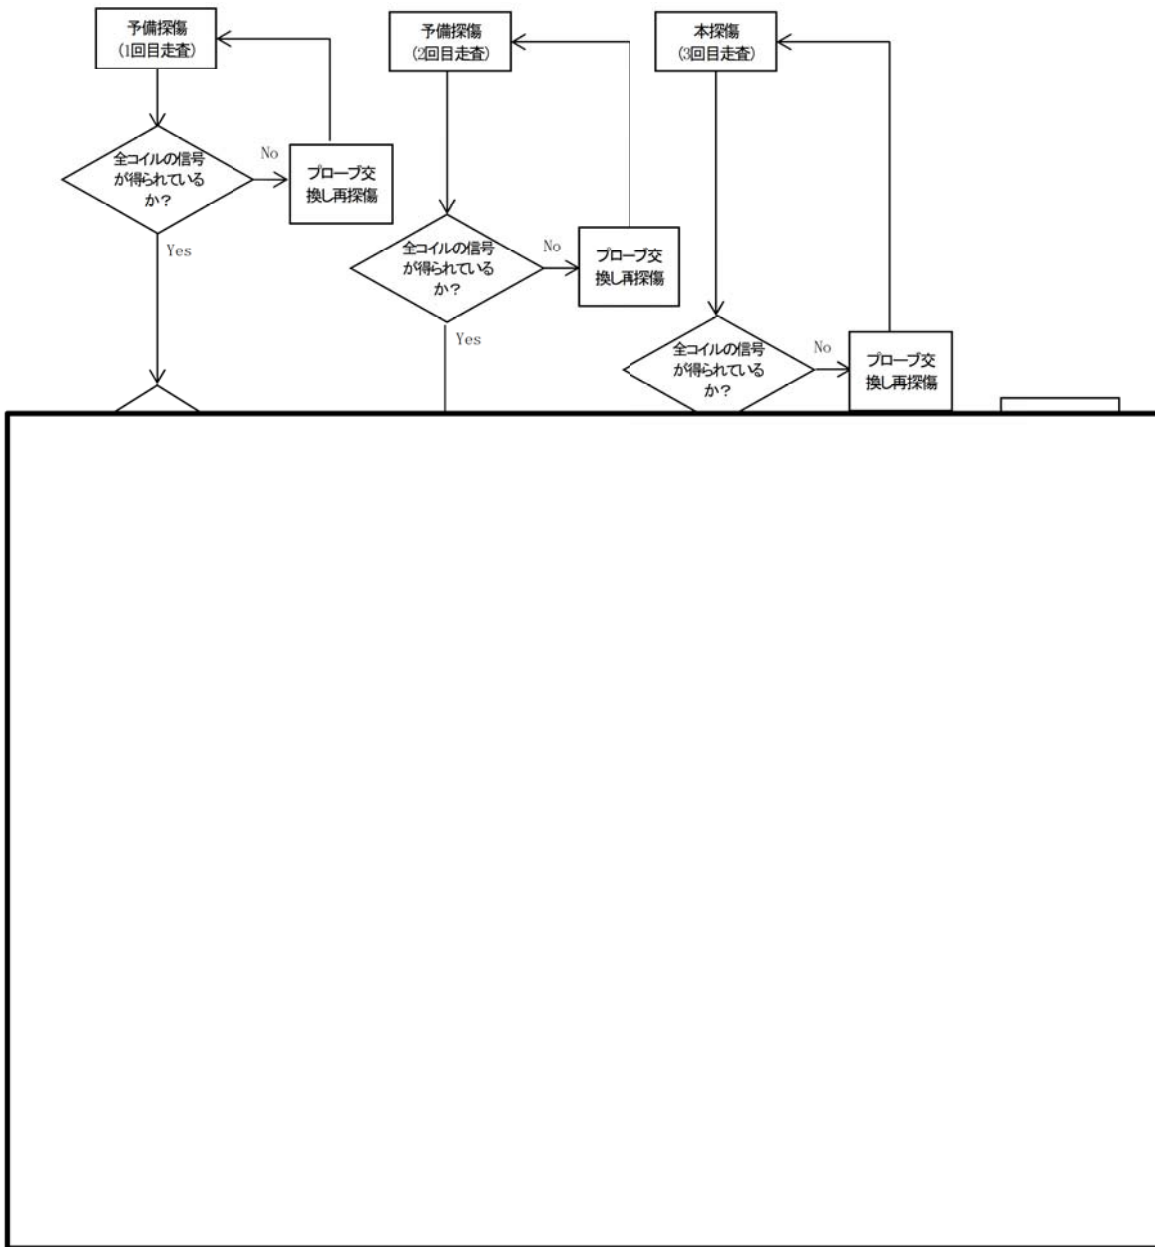 予備探傷
(1回目走査)
全コイルの信号
が得られている
か？
No
プローブ交
換し再探傷
Yes
予備探傷
(2回目走査)
全コイルの信号
が得られている
か？
No
プローブ交
換し再探傷
Yes
本探傷
(3回目走査)
全コイルの信号
が得られている
か？
No
プローブ交
換し再探傷